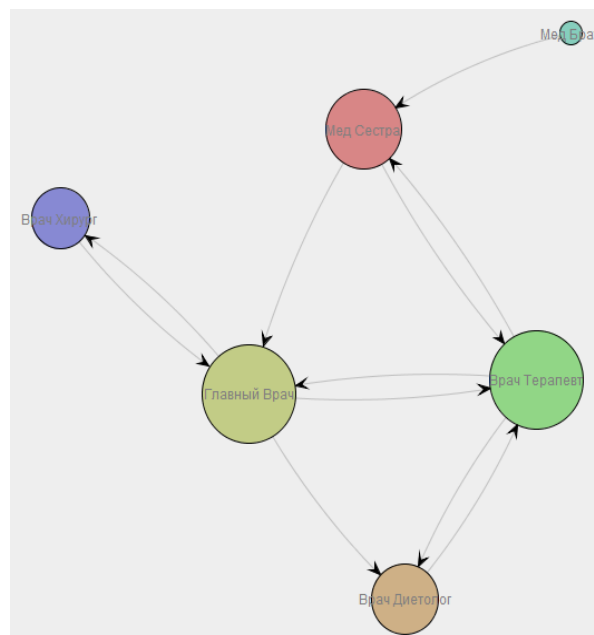 Мед Бра
Мед Сестра
Врач Хирург
Врач Терапевт
Главный Врач
Врач Диетолог